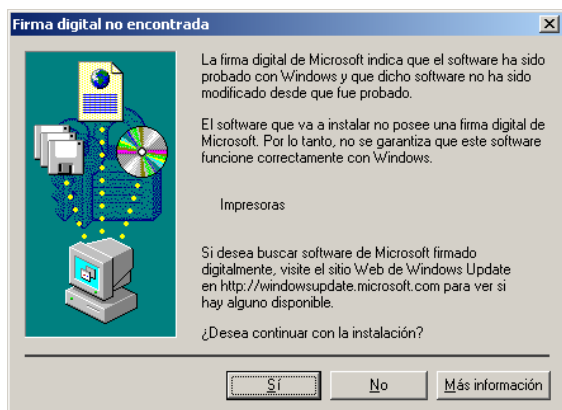 Firma digital no encontrada
La firma digital de Microsoft indica que el software ha sido
probado con Windows y que dicho software no ha sido
modificado desde que fue probado.
El software que va a instalar no posee una firma digital de
Microsoft. Por lo tanto, no se garantiza que este software
funcione correctamente con Windows.
Impresoras
Si desea buscar software de Microsoft firmado
digitalmente, visite el sitio Web de Windows Update
en http://windowsupdate.microsoft.com para ver si
hay alguno disponible.
¿Desea continuar con la instalación?
Sí No Más información